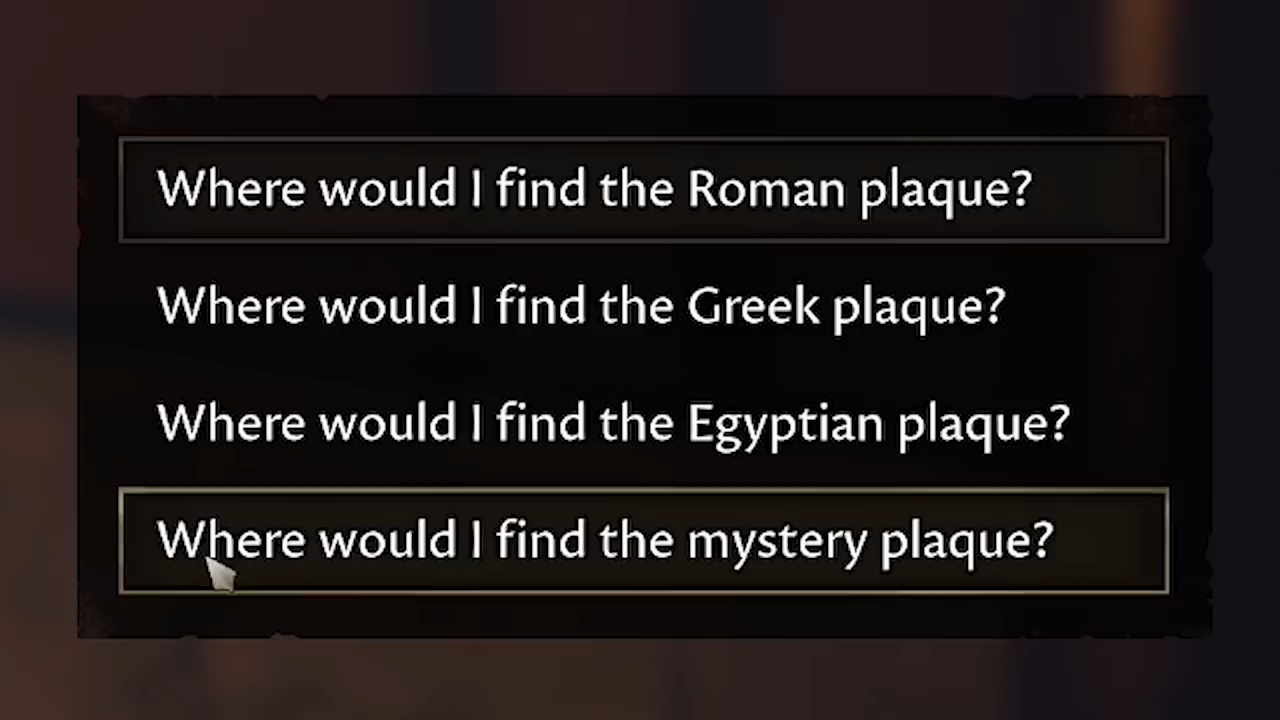 Where would I find the Roman plaque?
Where would I find the Greek plaque?
Where would I find the Egyptian plaque?
Where would I find the mystery plaque?